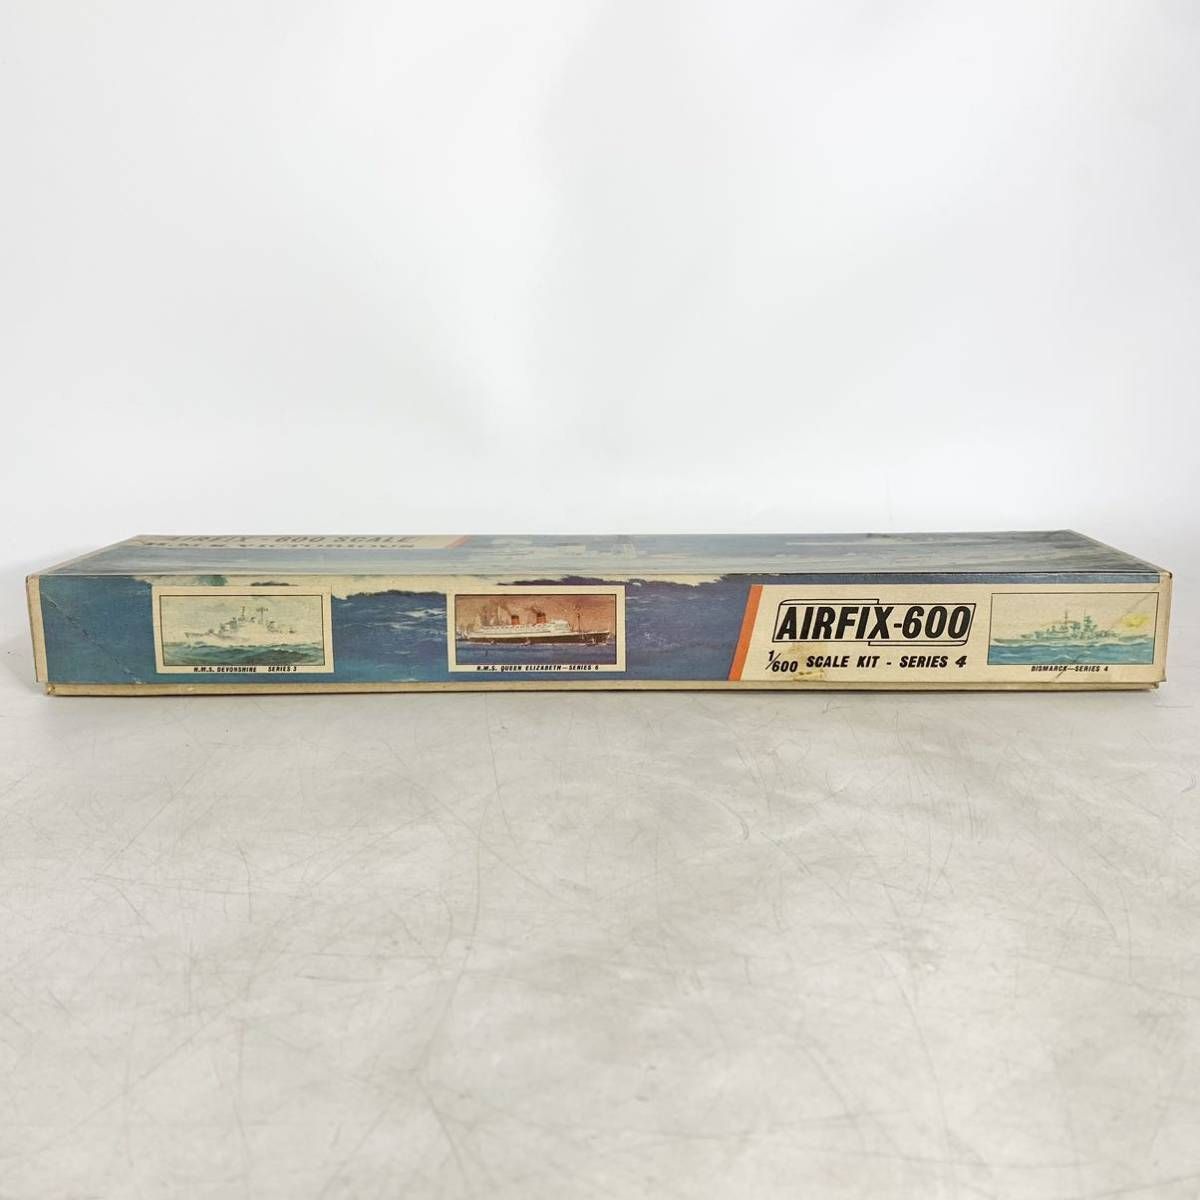 AIRFIX-600 SCALE
H.M.S. VICTORIOUS
H.M.S. DEVONSHIRE SERIES 3
R.M.S. QUEEN ELIZABETH—SERIES 6
AIRFIX-600
1/600 SCALE KIT - SERIES 4
BISMARCK—SERIES 4